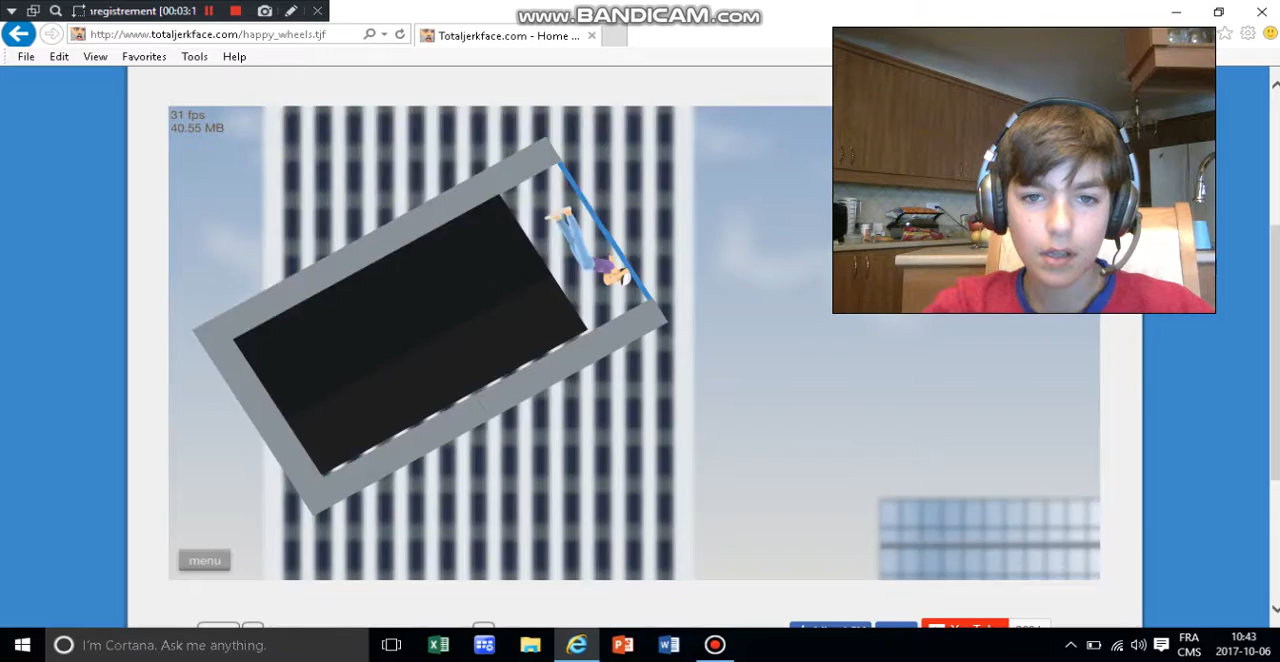 registrement [00:03:1
www.BANDICAM.com
http://www.totaljerkface.com/happy_wheels.tjf
Totaljerkface.com - Home ...
File Edit View Favorites Tools Help
31 fps
40.55 MB
menu
I'm Cortana. Ask me anything.
FRA
CMS
10:43
2017-10-06